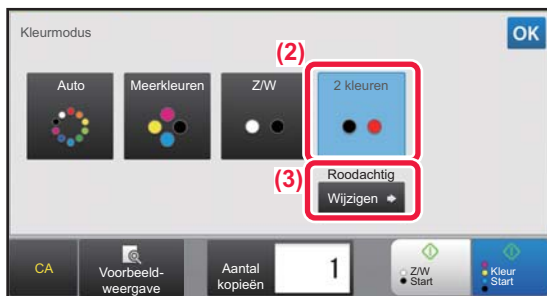 Kleurmodus
OK
(2)
Auto
Meerkleuren
Z/W
2 kleuren
(3)
Roodachtig
Wijzigen
CA
Voorbeeld-
weergave
Aantal
kopieën
1
Z/W
Start
Kleur
Start